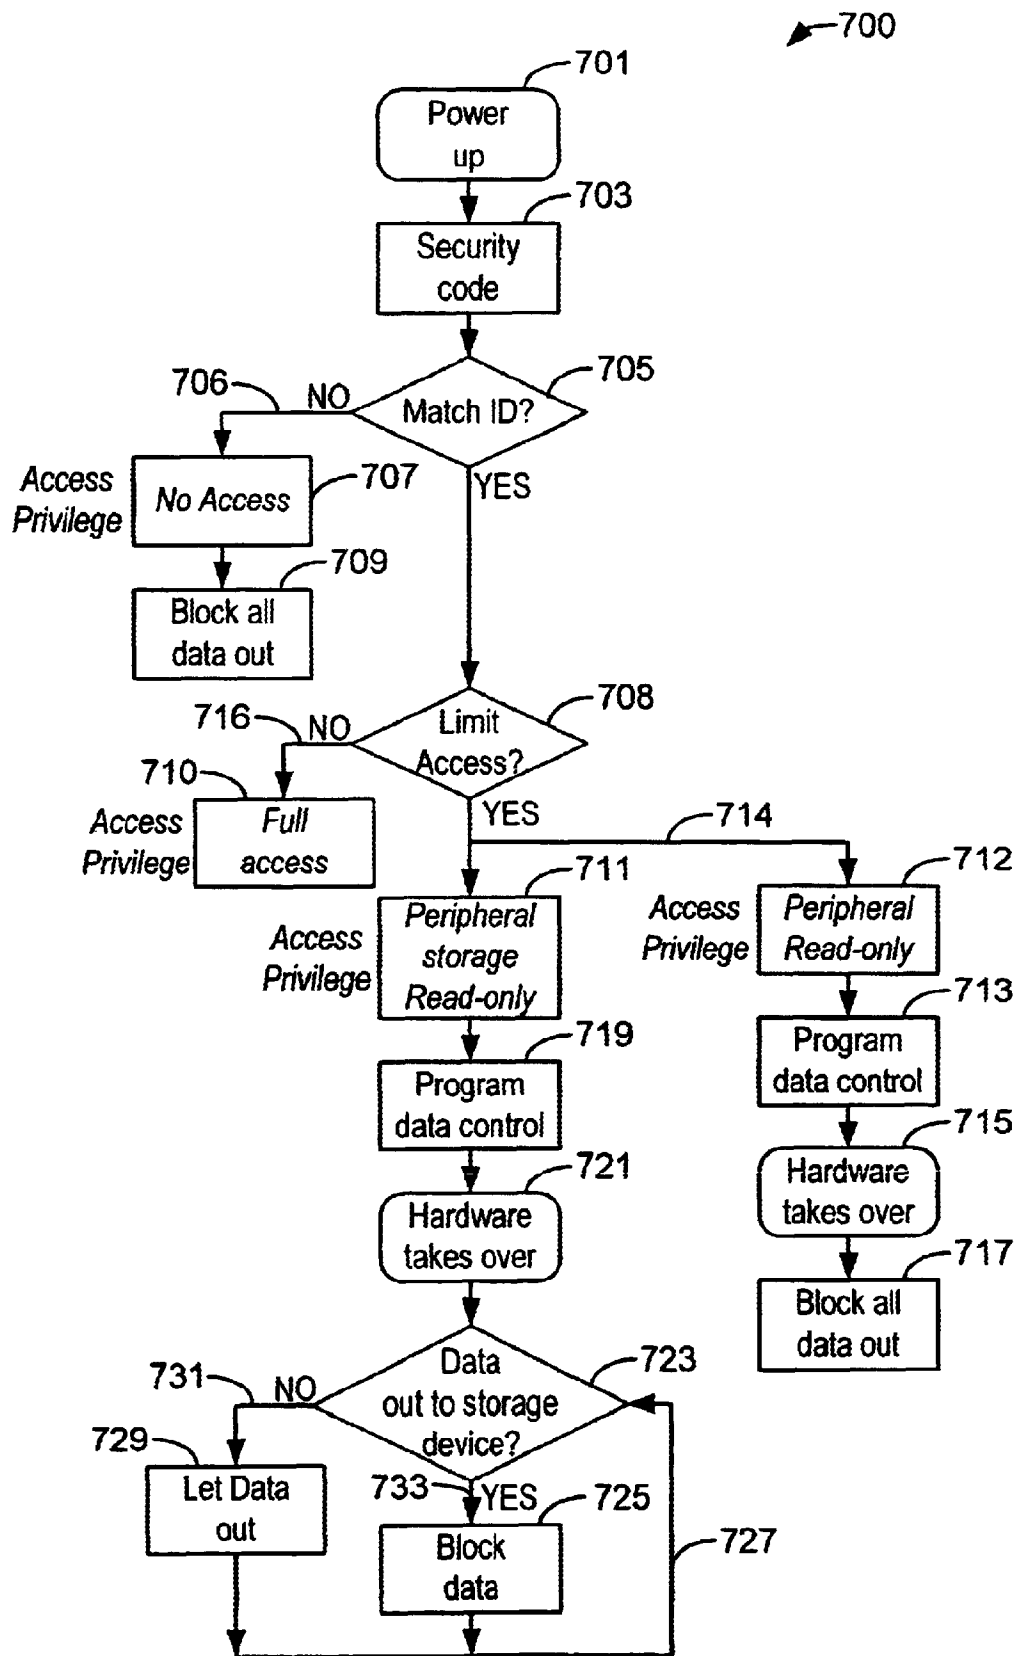 700
701
Power
up
703
Security
code
705
Match ID?
706
NO
YES
Access
Privilege
No Access
707
709
Block all
data out
708
Limit
Access?
716
NO
YES
710
Access
Privilege
Full
access
714
711
Access
Privilege
Peripheral
storage
Read-only
712
Access
Privilege
Peripheral
Read-only
719
Program
data control
713
Program
data control
721
Hardware
takes over
715
Hardware
takes over
717
Block all
data out
723
Data
out to storage
device?
731
NO
729
Let Data
out
733
YES
725
Block
data
727